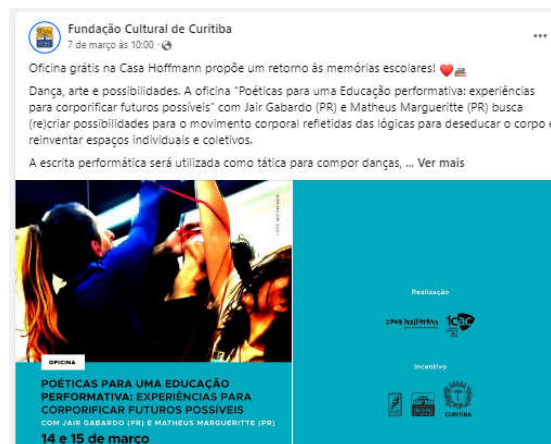 Fundação Cultural de Curitiba
7 de março às 10:00 ·
Oficina grátis na Casa Hoffmann propõe um retorno às memórias escolares!
Dança, arte e possibilidades. A oficina "Poéticas para uma Educação performativa: experiências
para corporificar futuros possíveis" com Jair Gabardo (PR) e Matheus Margueritte (PR) busca
(re)criar possibilidades para o movimento corporal refletidas das lógicas para deseducar o corpo e
reinventar espaços individuais e coletivos.
A escrita performática será utilizada como tática para compor danças, ... Ver mais
Realização
casa hoffmann
icac
Incentivo
CURITIBA
OFICINA
POÉTICAS PARA UMA EDUCAÇÃO
PERFORMATIVA: EXPERIÊNCIAS PARA
CORPORIFICAR FUTUROS POSSÍVEIS
COM JAIR GABARDO (PR) E MATHEUS MARGUERITTE (PR)
14 e 15 de março